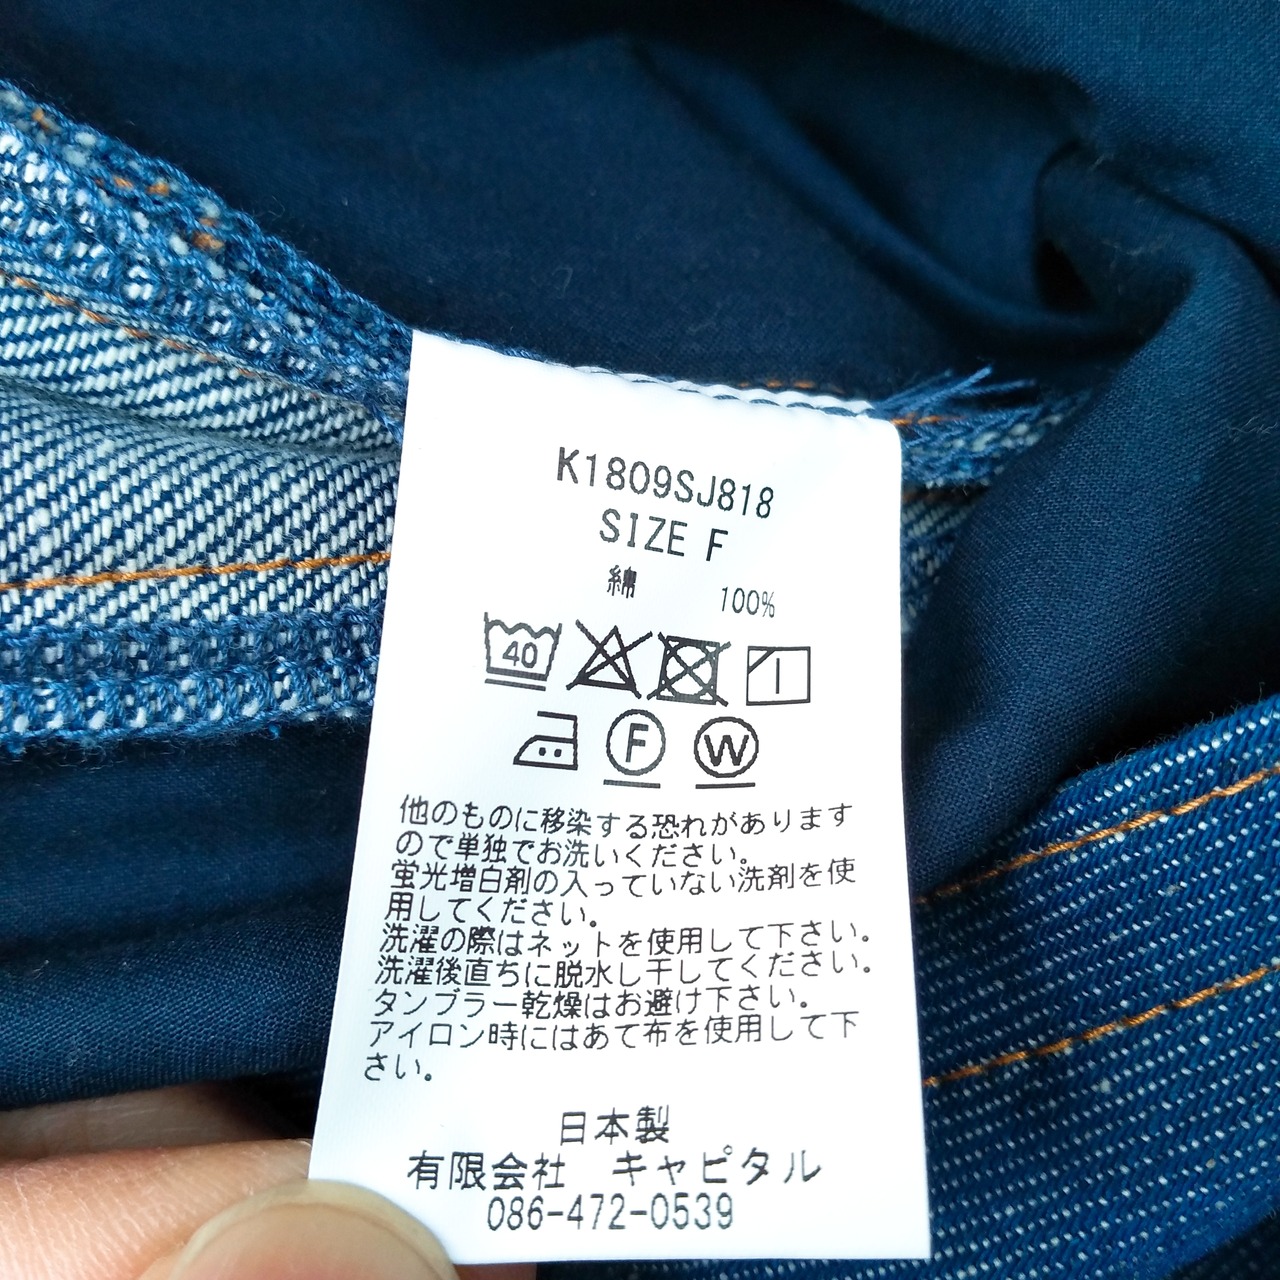 K1809SJ818
SIZE F
綿 100%
40
F W
他のものに移染する恐れがあります
ので単独でお洗いください。
蛍光増白剤の入っていない洗剤を使
用してください。
洗濯の際はネットを使用して下さい。
洗濯後直ちに脱水し干してください。
タンブラー乾燥はお避け下さい。
アイロン時にはあて布を使用して下
さい。
日本製
有限会社 キャピタル
086-472-0539